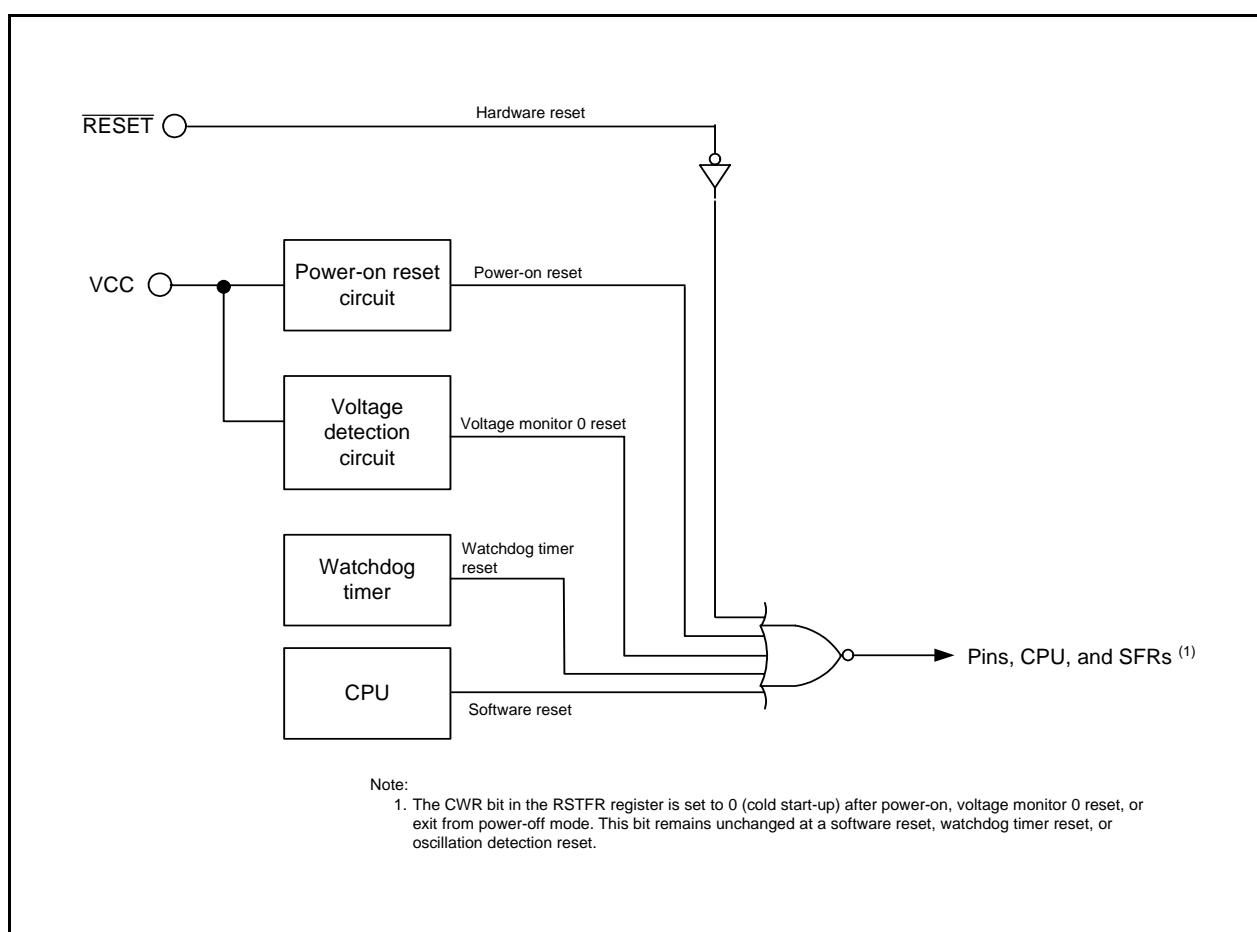 Hardware reset
RESET
Power-on reset
circuit
Power-on reset
VCC
Voltage
detection
circuit
Voltage monitor 0 reset
Watchdog
timer
Watchdog timer
reset
CPU
Software reset
Pins, CPU, and SFRs (1)
Note:
1. The CWR bit in the RSTFR register is set to 0 (cold start-up) after power-on, voltage monitor 0 reset, or
exit from power-off mode. This bit remains unchanged at a software reset, watchdog timer reset, or
oscillation detection reset.